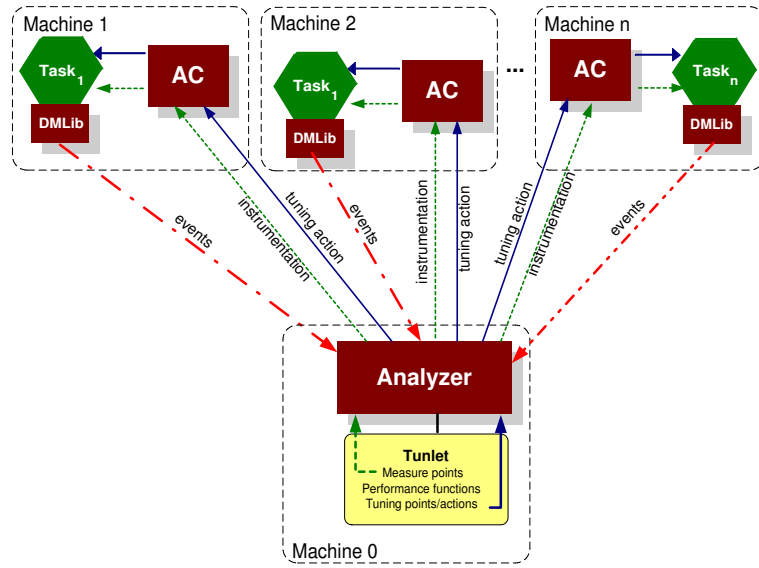 Machine 1
Task1
AC
DMLib
Machine 2
Task1
AC
DMLib
...
Machine n
AC
Taskn
DMLib
events
instrumentation
tuning action
events
instrumentation
tuning action
tuning action
instrumentation
events
Analyzer
Tunlet
Measure points
Performance functions
Tuning points/actions
Machine 0